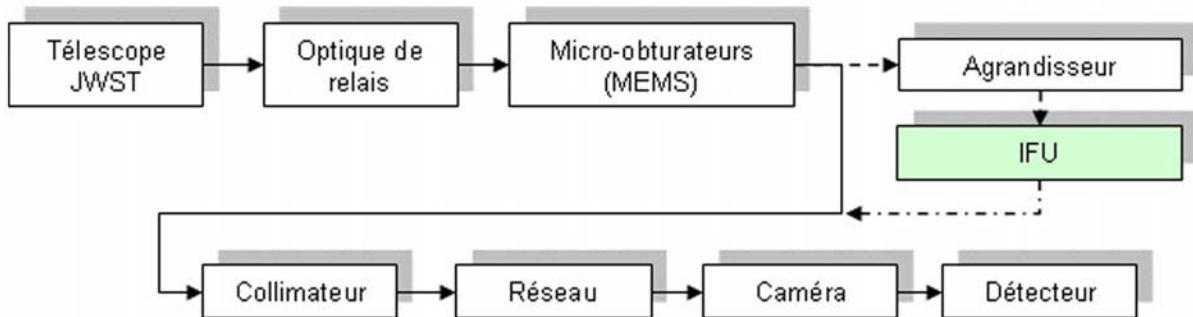 Télescope
JWST
Optique de
relais
Micro-obturateurs
(MEMS)
Agrandisseur
IFU
Collimateur
Réseau
Caméra
Détecteur